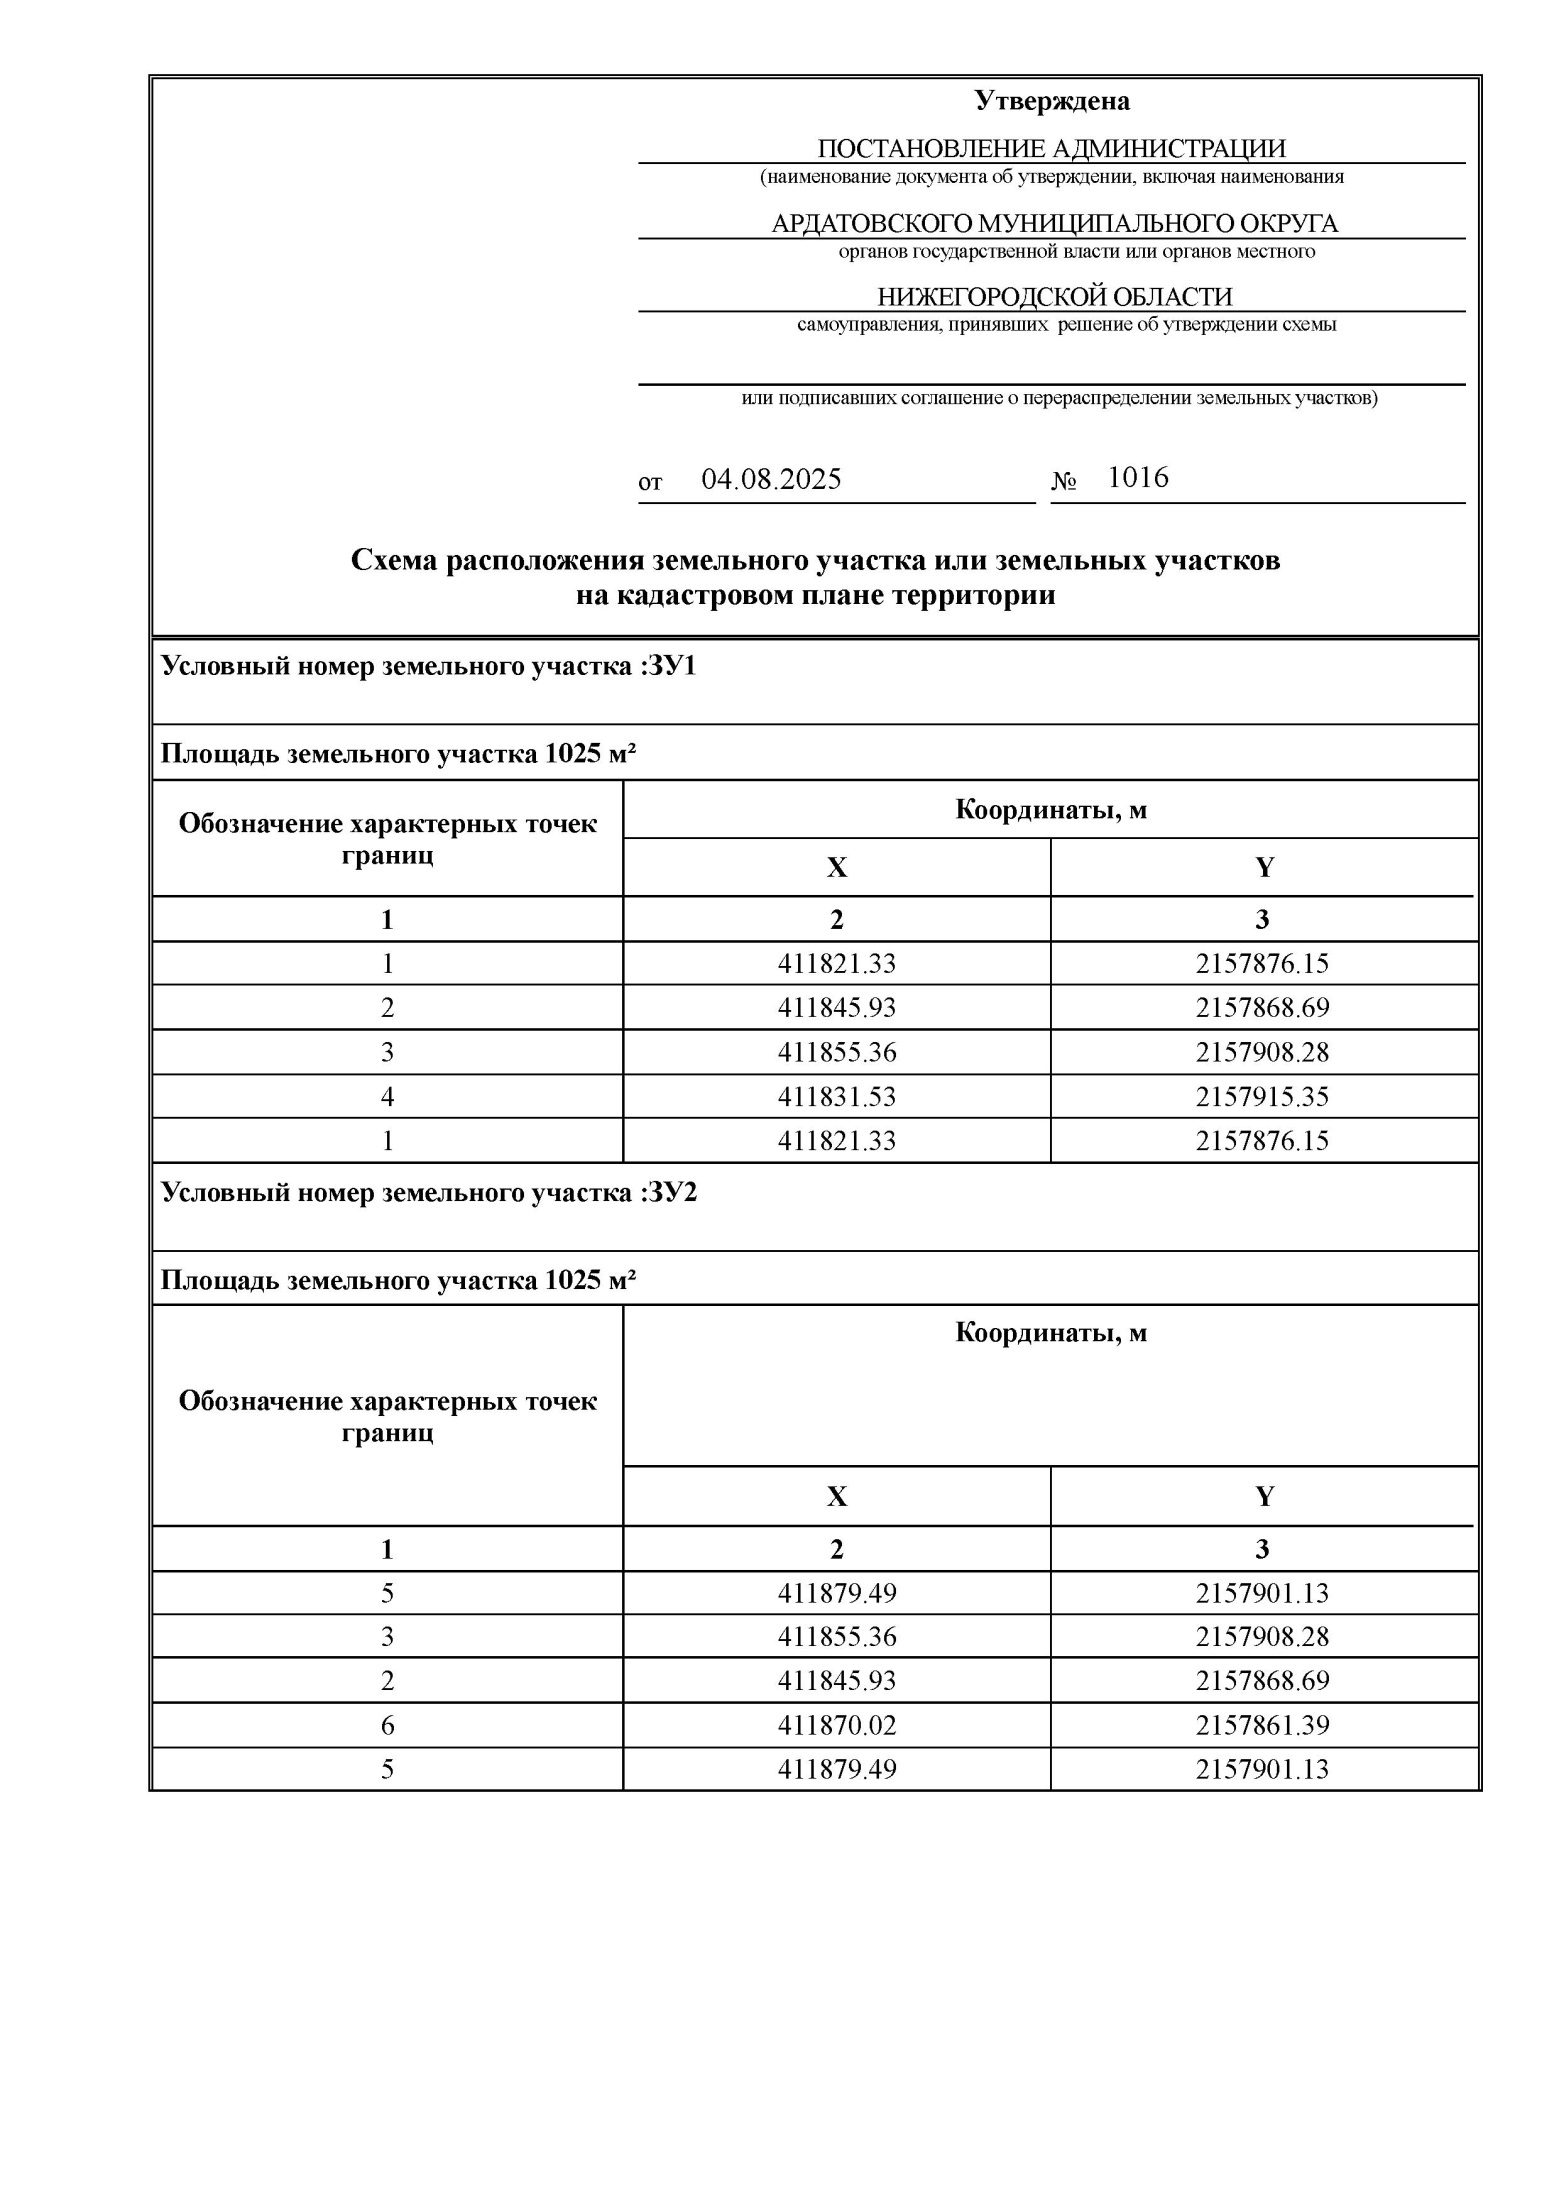 Утверждена
ПОСТАНОВЛЕНИЕ АДМИНИСТРАЦИИ
(наименование документа об утверждении, включая наименования
АРДАТОВСКОГО МУНИЦИПАЛЬНОГО ОКРУГА
органов государственной власти или органов местного
НИЖЕГОРОДСКОЙ ОБЛАСТИ
самоуправления, принявших решение об утверждении схемы
или подписавших соглашение о перераспределении земельных участков)
от 04.08.2025 № 1016
Схема расположения земельного участка или земельных участков
на кадастровом плане территории
Условный номер земельного участка :ЗУ1
Площадь земельного участка 1025 м²
Обозначение характерных точек
границ
Координаты, м
X Y
1 2 3
1 411821.33 2157876.15
2 411845.93 2157868.69
3 411855.36 2157908.28
4 411831.53 2157915.35
1 411821.33 2157876.15
Условный номер земельного участка :ЗУ2
Площадь земельного участка 1025 м²
Обозначение характерных точек
границ
Координаты, м
X Y
1 2 3
5 411879.49 2157901.13
3 411855.36 2157908.28
2 411845.93 2157868.69
6 411870.02 2157861.39
5 411879.49 2157901.13